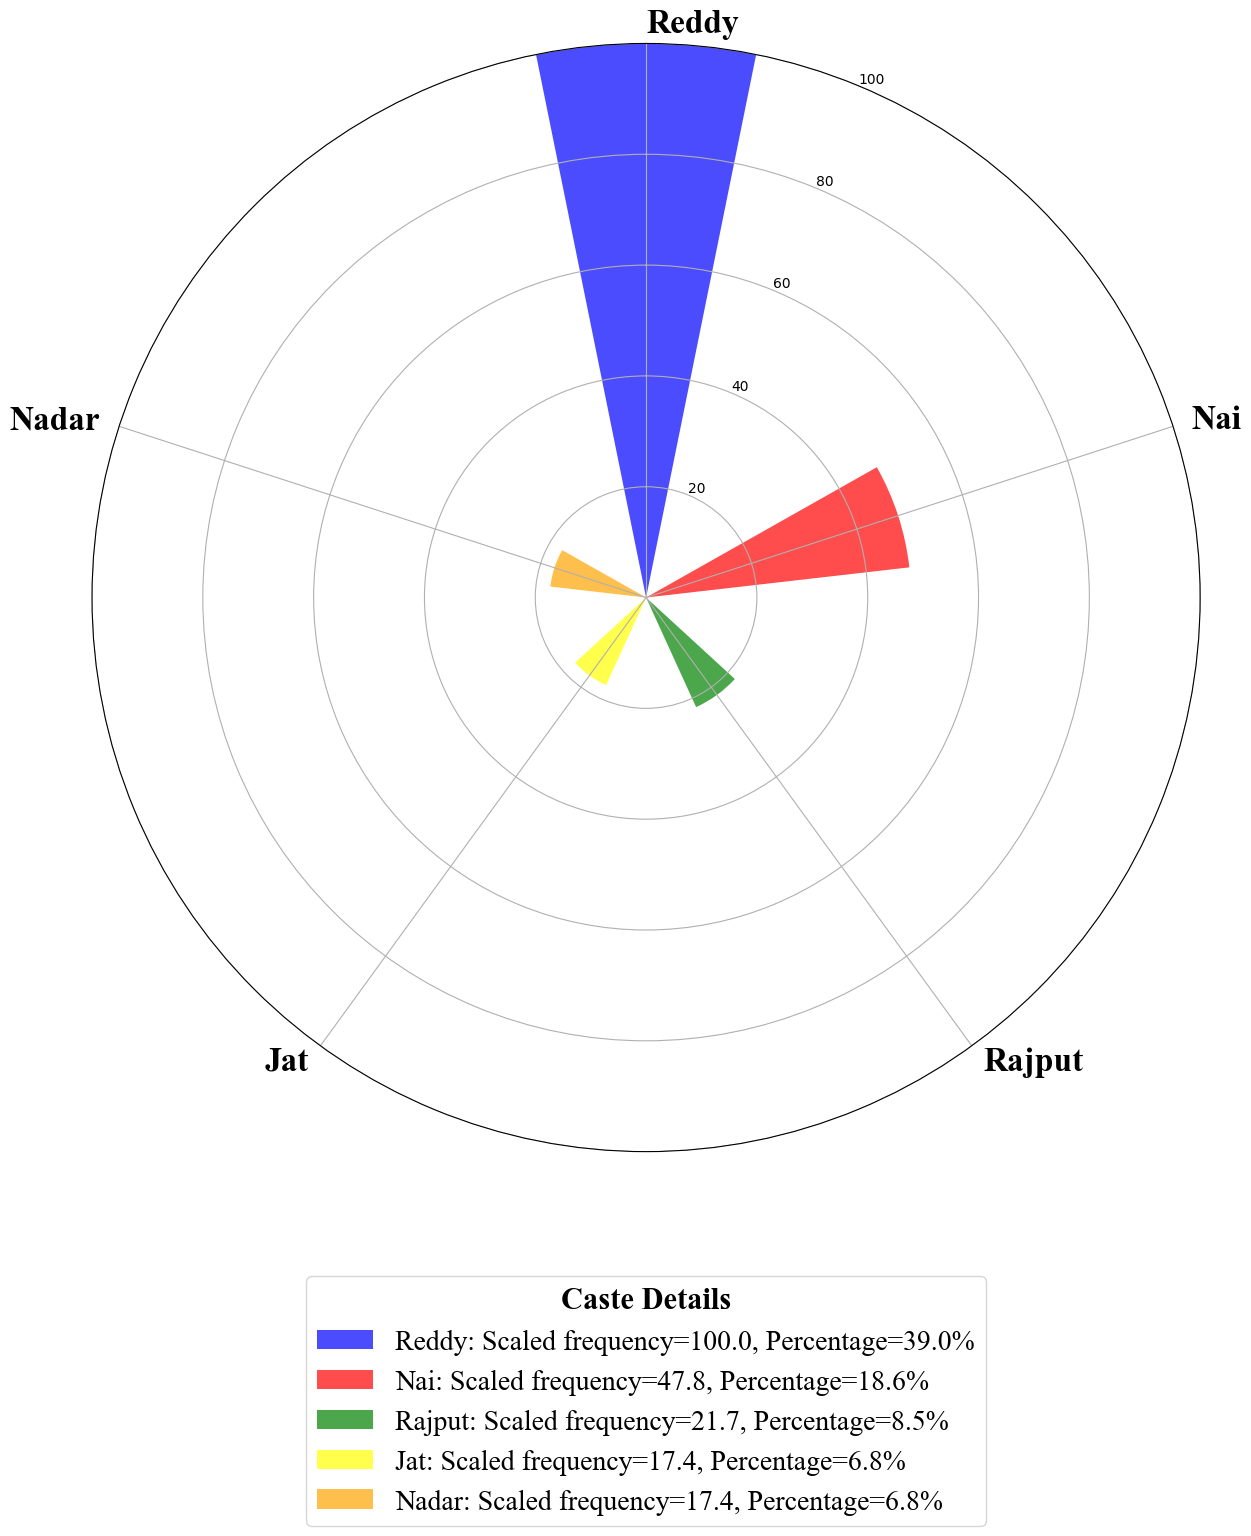 Reddy
100
80
60
40
20
Nadar
Nai
Jat
Rajput
Caste Details
Reddy: Scaled frequency=100.0, Percentage=39.0%
Nai: Scaled frequency=47.8, Percentage=18.6%
Rajput: Scaled frequency=21.7, Percentage=8.5%
Jat: Scaled frequency=17.4, Percentage=6.8%
Nadar: Scaled frequency=17.4, Percentage=6.8%